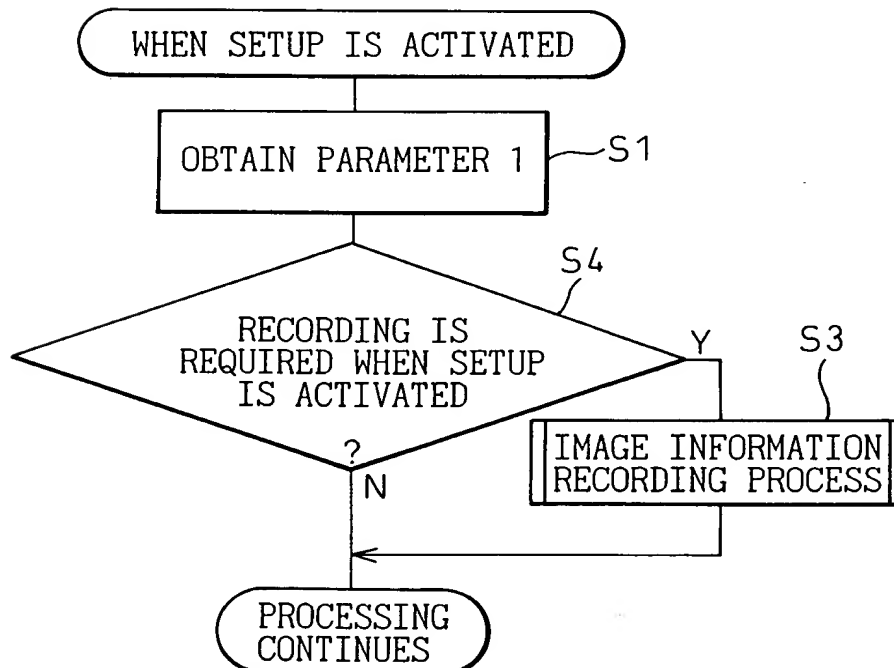 WHEN SETUP IS ACTIVATED
OBTAIN PARAMETER 1
S1
S4
RECORDING IS
REQUIRED WHEN SETUP
IS ACTIVATED
?
Y
N
S3
IMAGE INFORMATION
RECORDING PROCESS
PROCESSING
CONTINUES